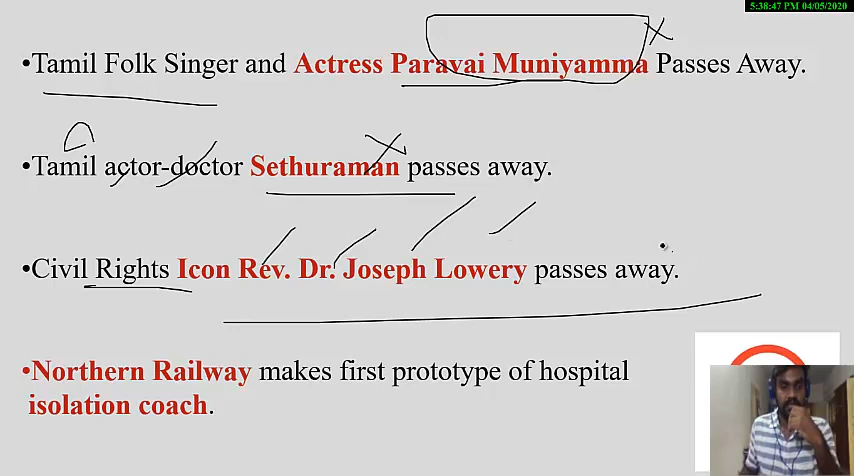 5:38:47 PM 04/05/2020
•Tamil Folk Singer and Actress Paravai Muniyamma Passes Away.
•Tamil actor-doctor Sethuraman passes away.
•Civil Rights Icon Rev. Dr. Joseph Lowery passes away.
•Northern Railway makes first prototype of hospital
isolation coach.